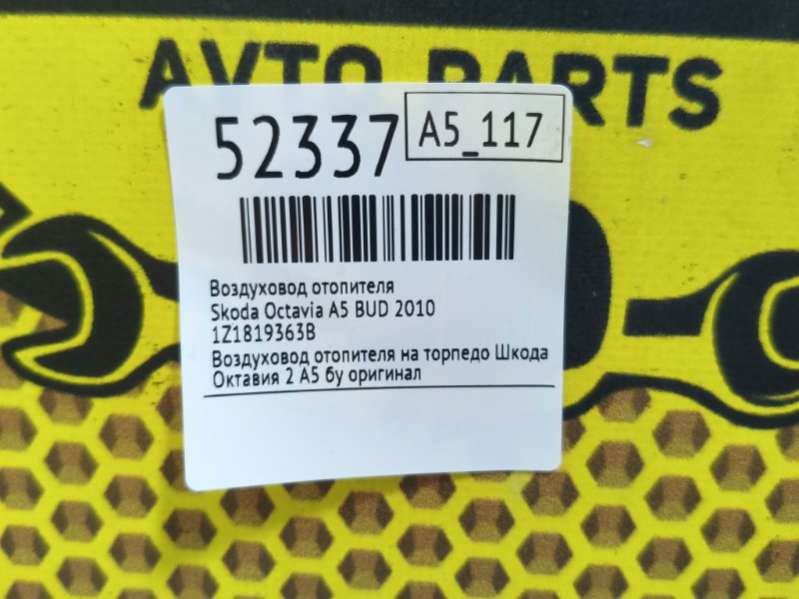 AVTO PARTS
52337
A5_117
Воздуховод отопителя
Skoda Octavia A5 BUD 2010
1Z1819363B
Воздуховод отопителя на торпедо Шкода
Октавия 2 А5 бу оригинал